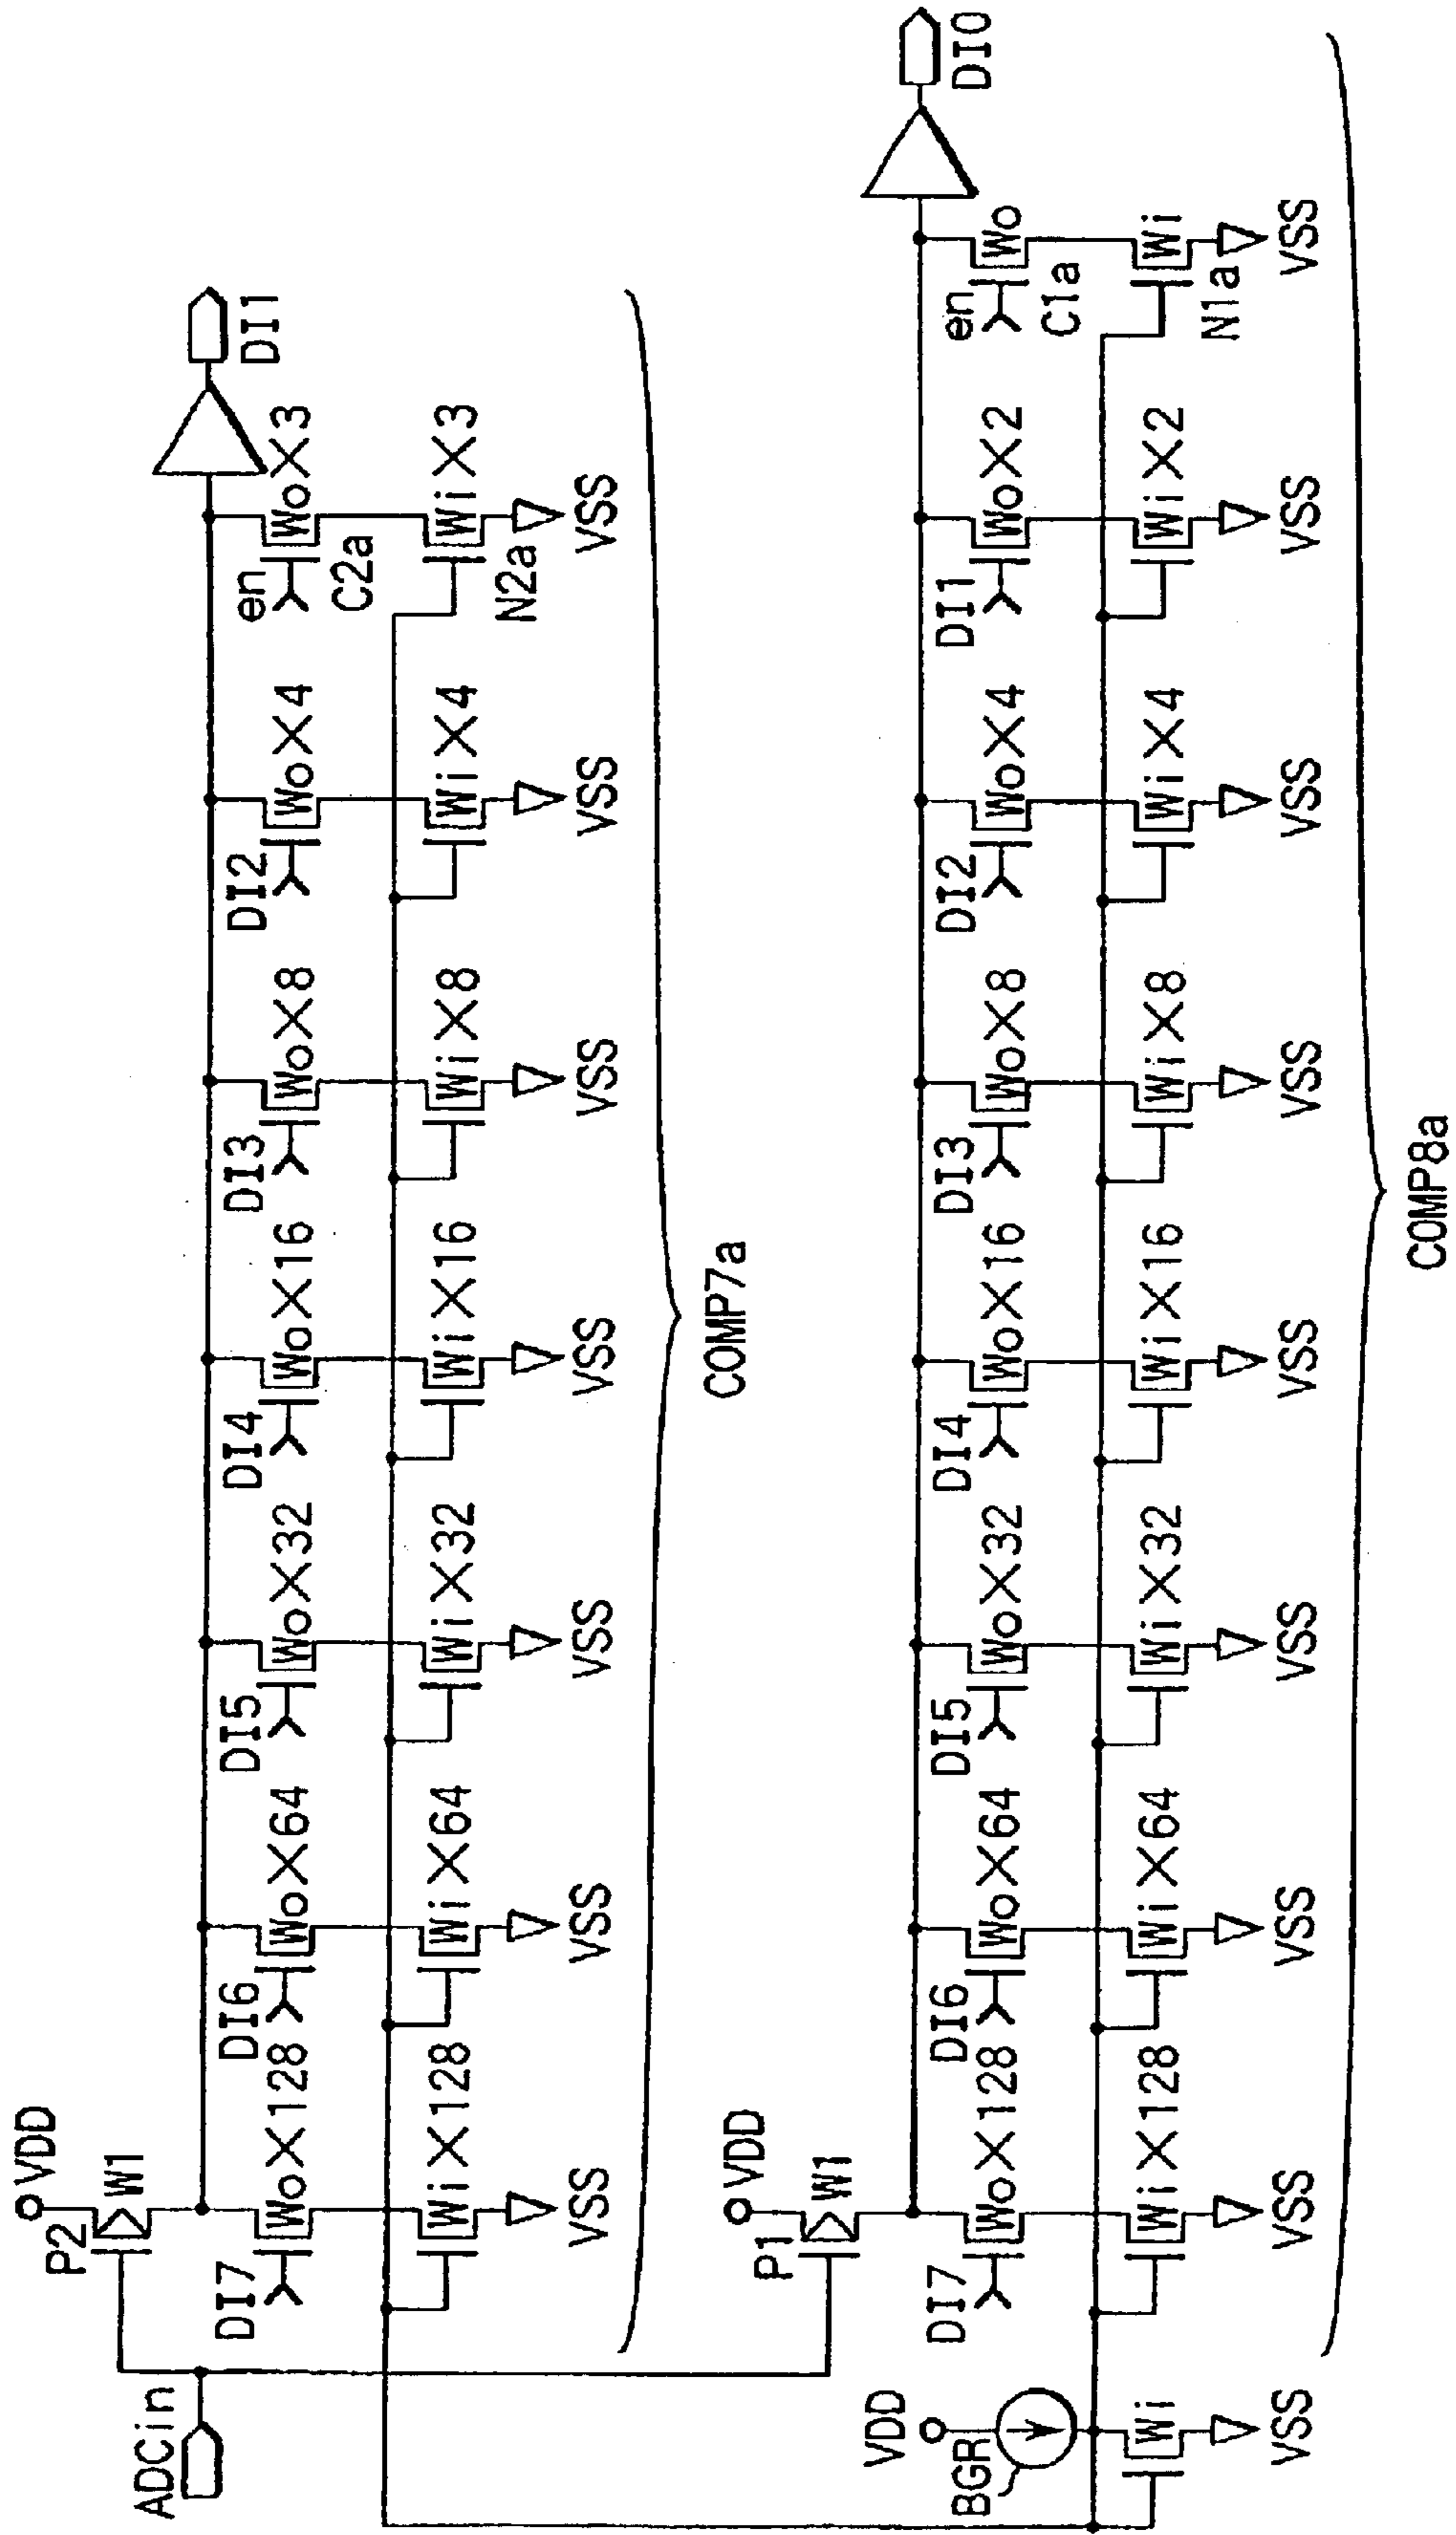 VDD
P2
W1
ADCin
DI7 DI6 DI5 DI4 DI3 DI2 en DI1
Wo×128 Wo×64 Wo×32 Wo×16 Wo×8 Wo×4 Wo×3
C2a
Wi×128 Wi×64 Wi×32 Wi×16 Wi×8 Wi×4 Wi×3
N2a
VSS VSS VSS VSS VSS VSS VSS
COMP7a
VDD
P1
W1
VDD
DI7 DI6 DI5 DI4 DI3 DI2 DI1 en DI0
BGR
Wo×128 Wo×64 Wo×32 Wo×16 Wo×8 Wo×4 Wo×2 Wo
C1a
Wi Wi×128 Wi×64 Wi×32 Wi×16 Wi×8 Wi×4 Wi×2 Wi
N1a
VSS VSS VSS VSS VSS VSS VSS VSS VSS
COMP8a